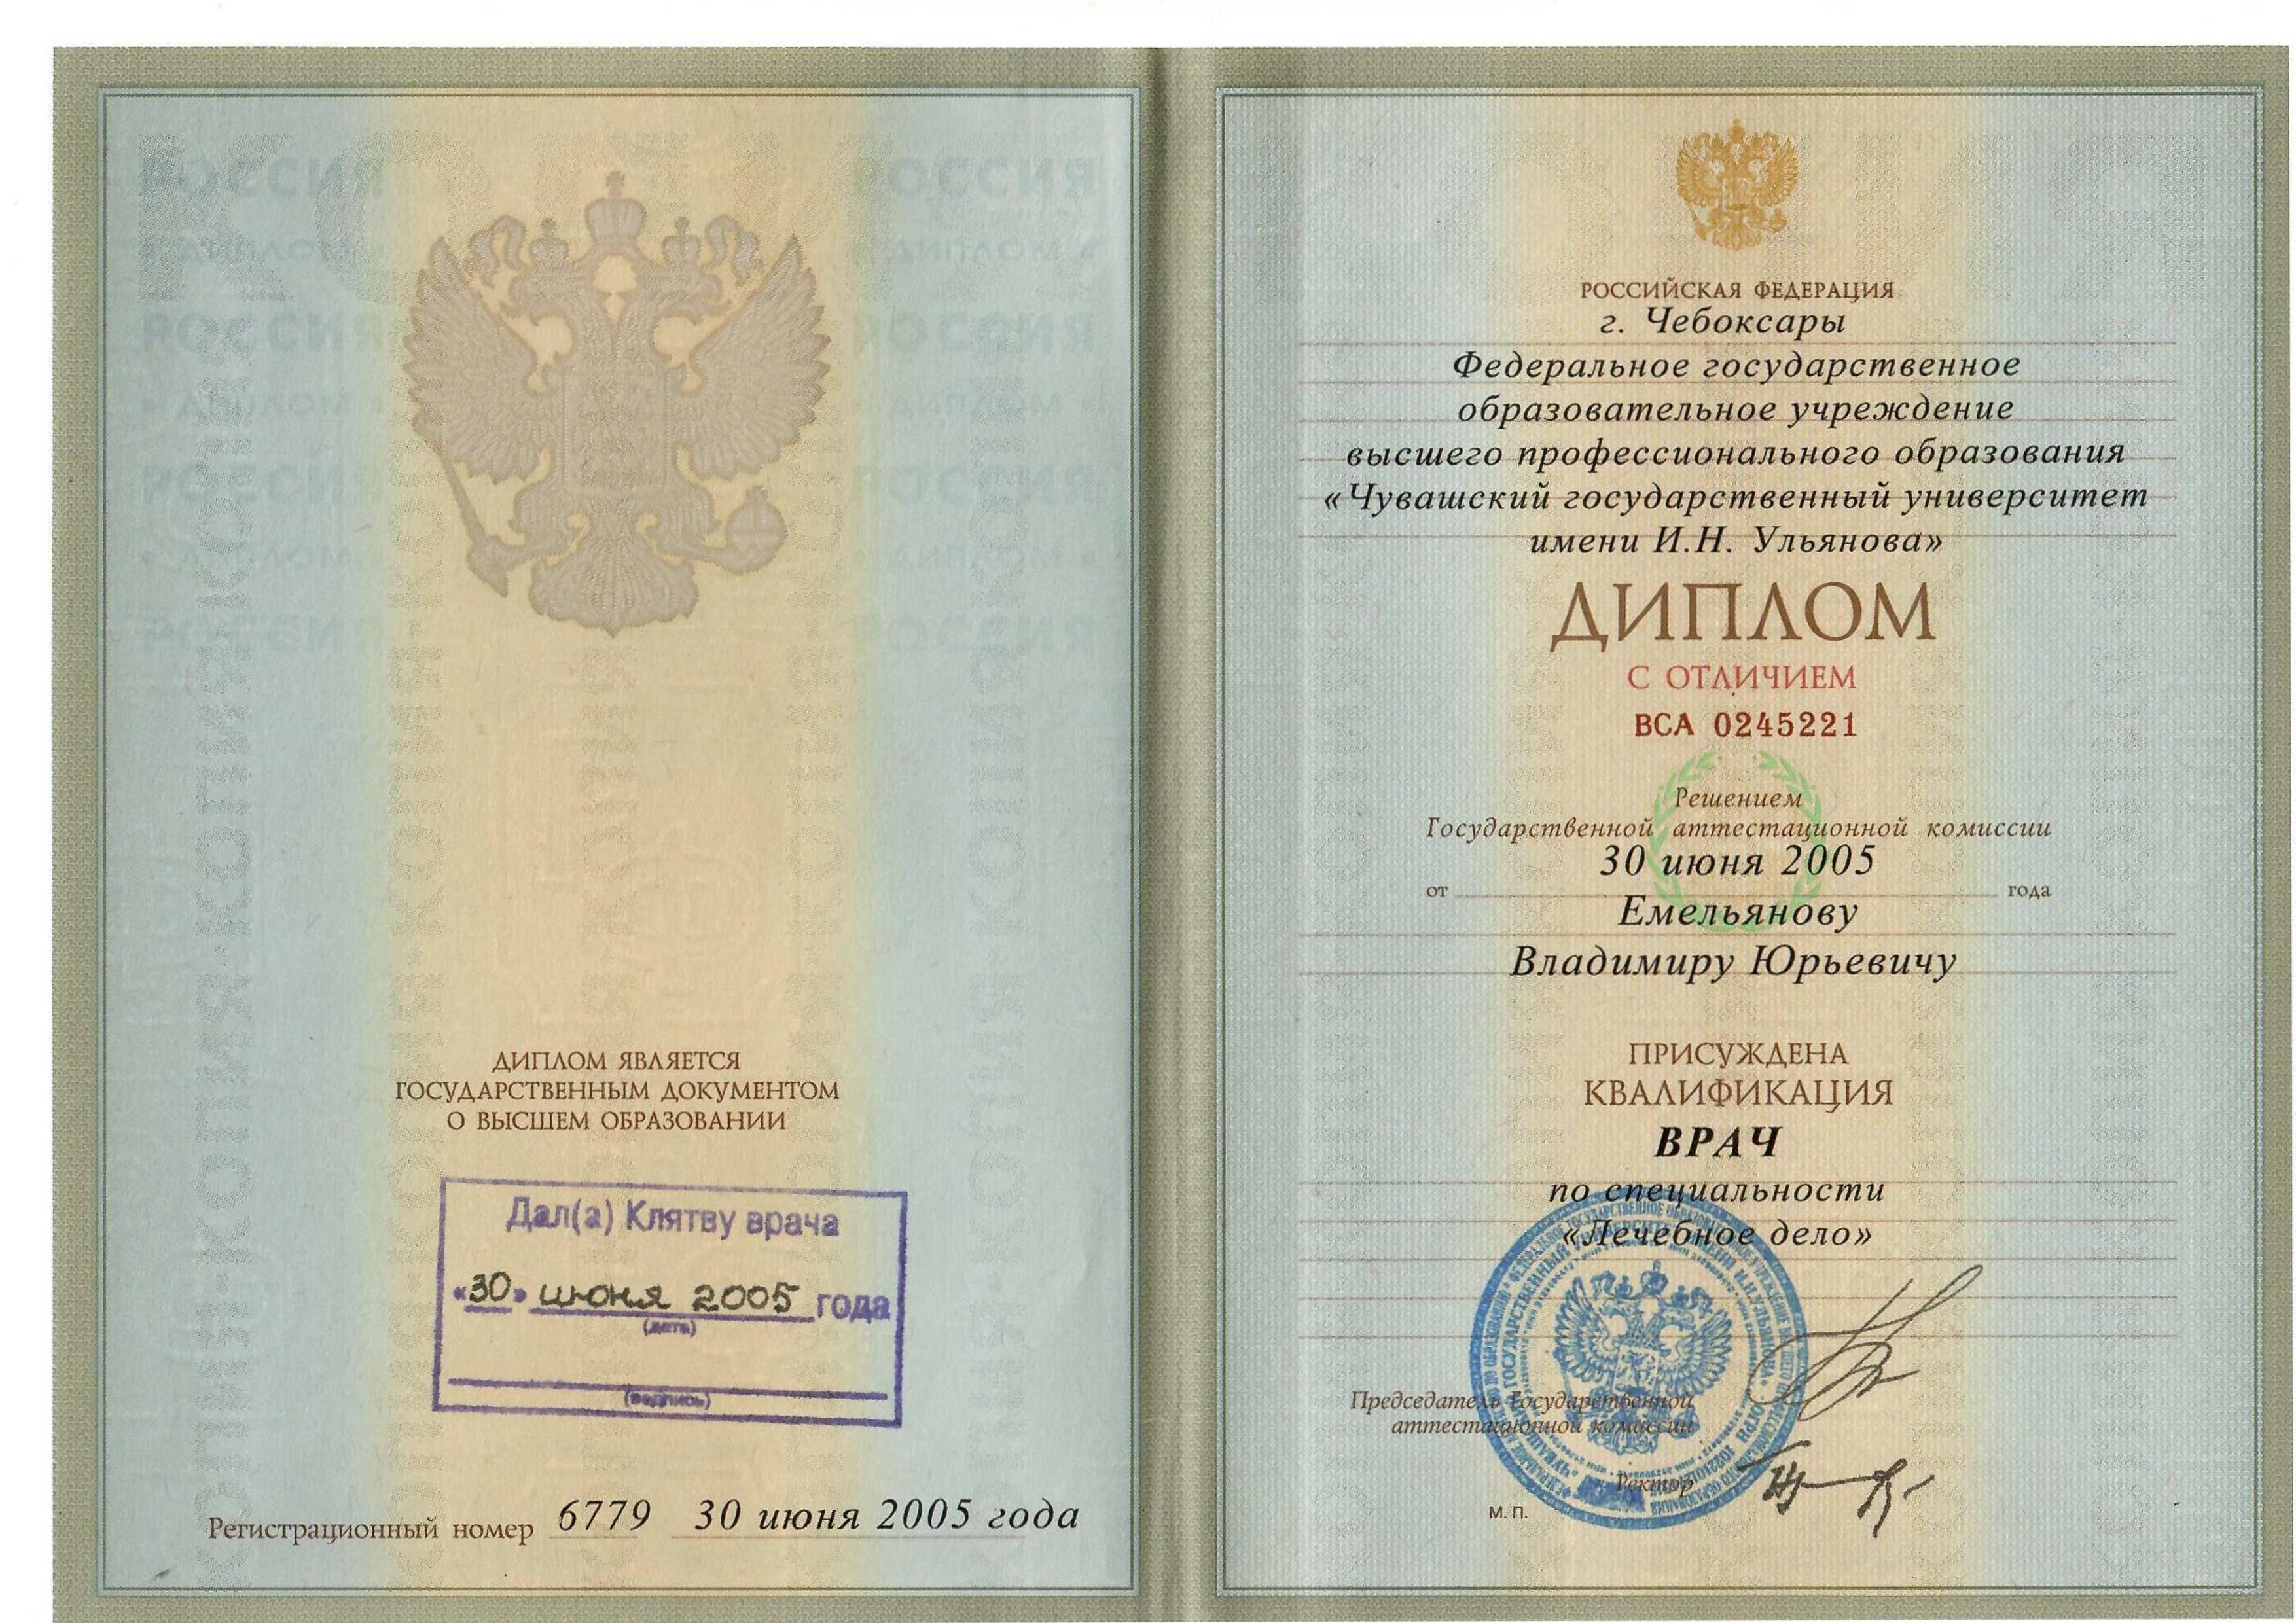 ДИПЛОМ ЯВЛЯЕТСЯ
ГОСУДАРСТВЕННЫМ ДОКУМЕНТОМ
О ВЫСШЕМ ОБРАЗОВАНИИ
Дал(а) Клятву врача
«30» июня 2005 года
(дата)
(подпись)
Регистрационный номер 6779 30 июня 2005 года
РОССИЙСКАЯ ФЕДЕРАЦИЯ
г. Чебоксары
Федеральное государственное
образовательное учреждение
высшего профессионального образования
«Чувашский государственный университет
имени И.Н. Ульянова»
ДИПЛОМ
С ОТЛИЧИЕМ
ВСА 0245221
Решением
Государственной аттестационной комиссии
от 30 июня 2005 года
Емельянову
Владимиру Юрьевичу
ПРИСУЖДЕНА
КВАЛИФИКАЦИЯ
ВРАЧ
по специальности
«Лечебное дело»
Председатель Государственной
аттестационной комиссии
Ректор
М. П.